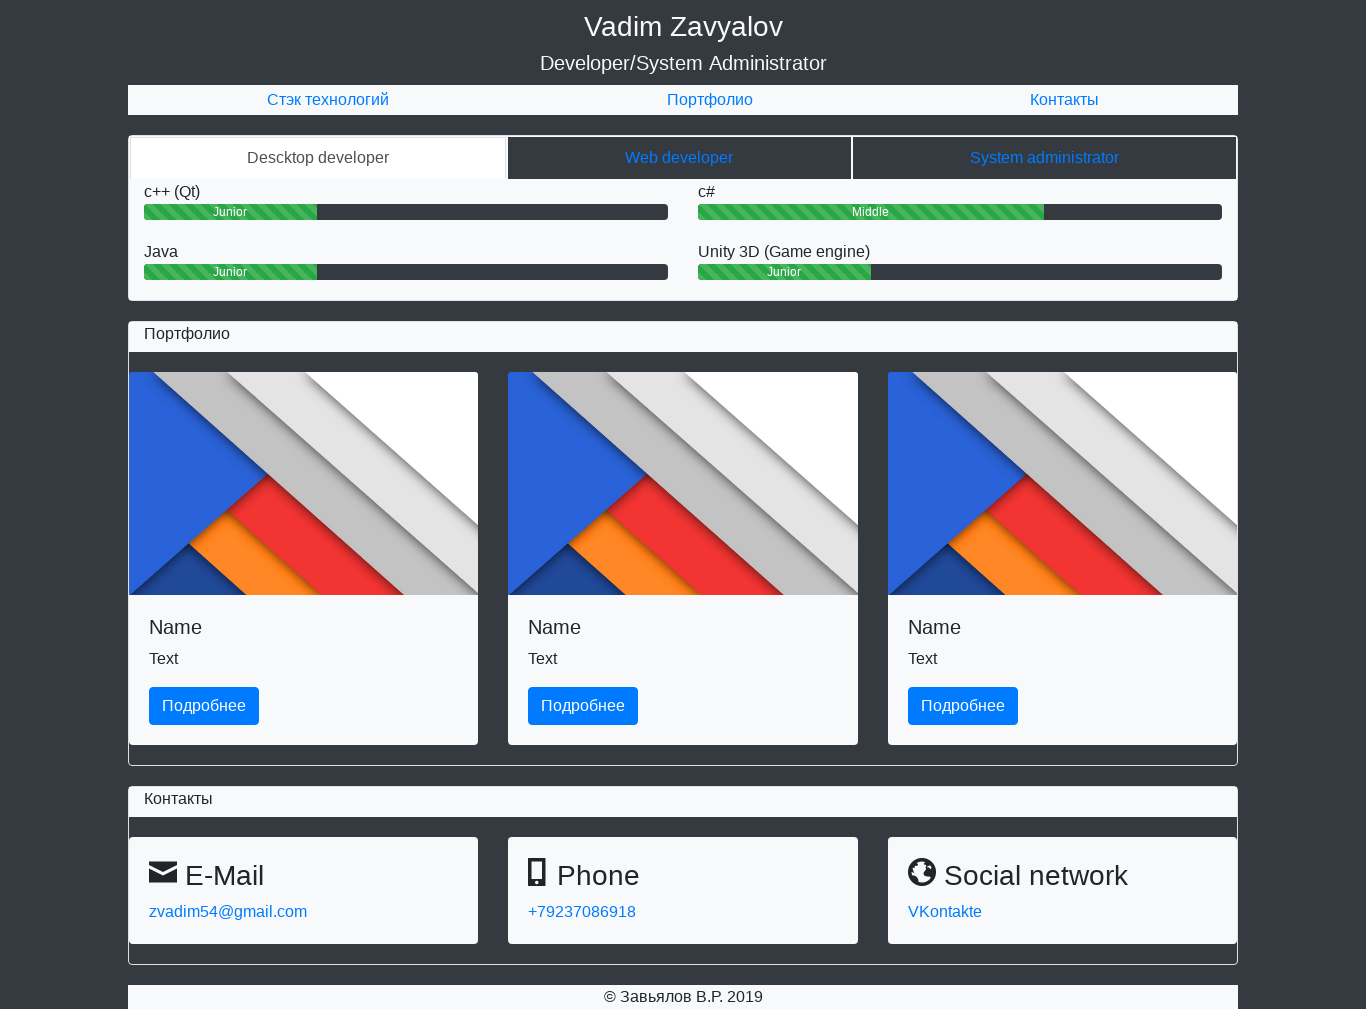 Vadim Zavyalov
Developer/System Administrator
Стэк технологий Портфолио Контакты
Descktop developer Web developer System administrator
c++ (Qt) c#
Junior Middle
Java Unity 3D (Game engine)
Junior Junior
Портфолио
Name Name Name
Text Text Text
Подробнее Подробнее Подробнее
Контакты
E-Mail Phone Social network
zvadim54@gmail.com +79237086918 VKontakte
© Завьялов В.Р. 2019